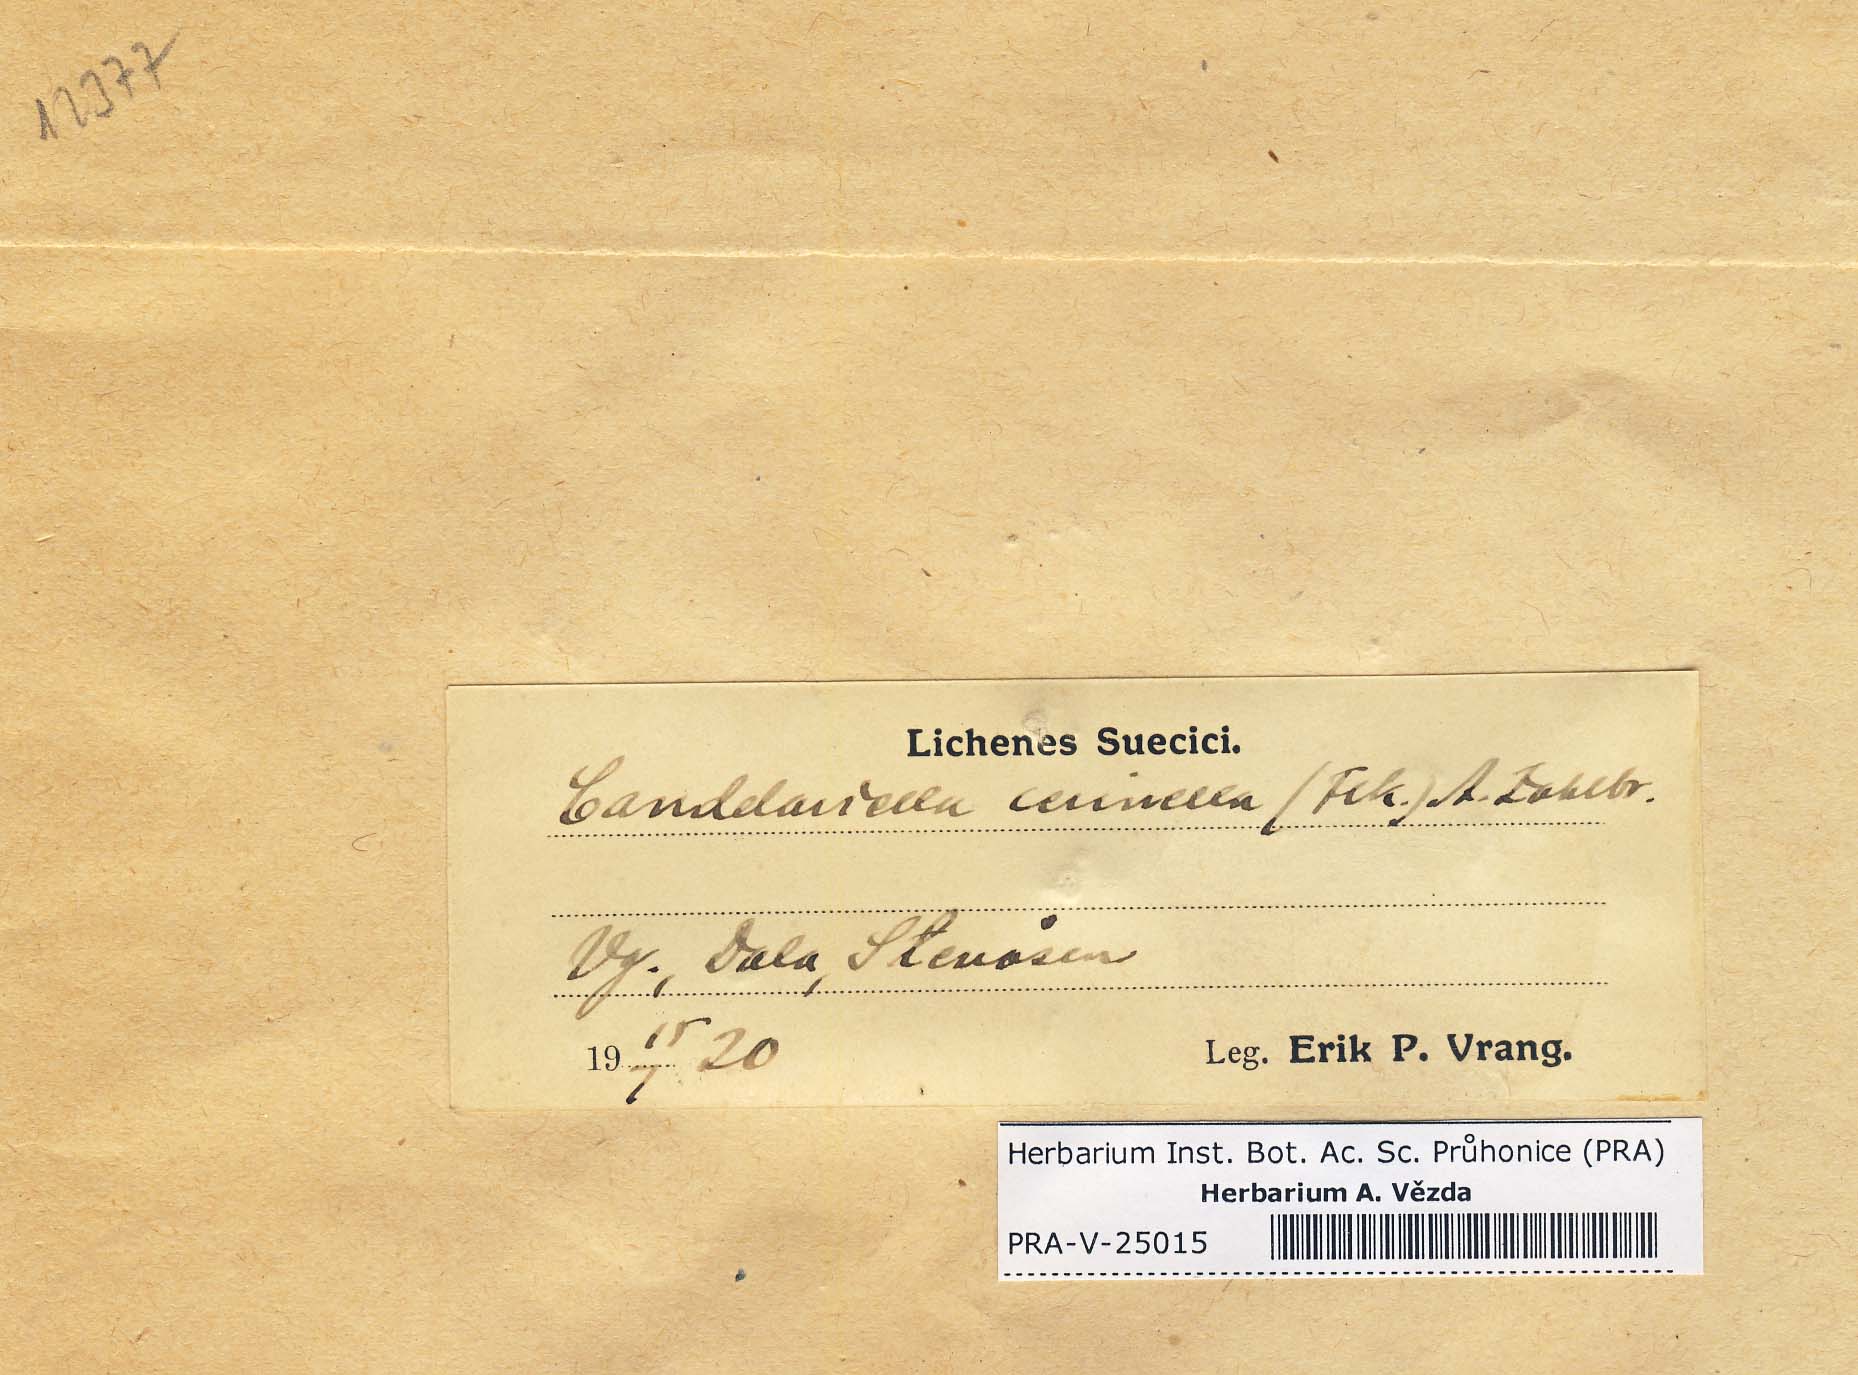 12377
Lichenes Suecici.
Candelariella cerinella (Flk.) A. Zahlbr.
Vg., Dala, Stenåsen
19 15/7 20
Leg. Erik P. Vrang.
Herbarium Inst. Bot. Ac. Sc. Průhonice (PRA)
Herbarium A. Vězda
PRA-V-25015